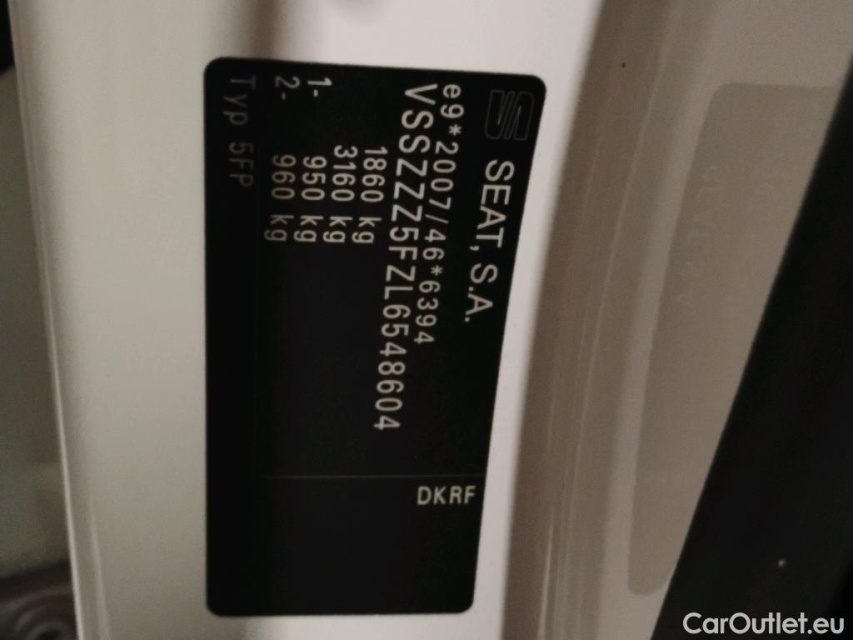 SEAT, S.A.
e9*2007/46*6394
VSSZZZ5FZL6548604
1860 kg
3160 kg
1- 950 kg
2- 960 kg
Typ 5FP
DKRF
CarOutlet.eu